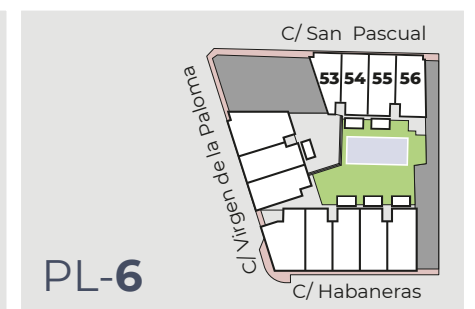 C/ San Pascual
53 54 55 56
C/ Virgen de la Paloma
PL-6
C/ Habaneras